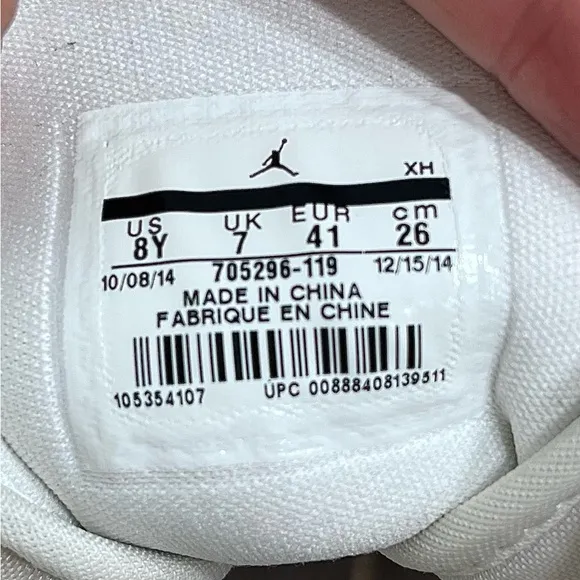 XH
US UK EUR cm
8Y 7 41 26
10/08/14 705296-119 12/15/14
MADE IN CHINA
FABRIQUE EN CHINE
105354107 UPC 00888408139511